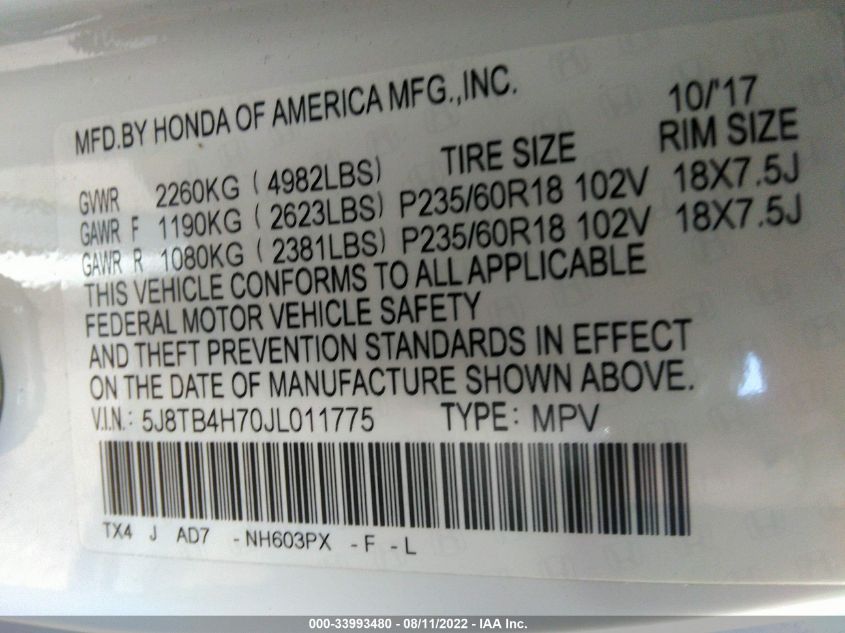 MFD.BY HONDA OF AMERICA MFG.,INC. 10/'17
TIRE SIZE RIM SIZE
GVWR 2260KG ( 4982LBS)
GAWR F 1190KG ( 2623LBS) P235/60R18 102V 18X7.5J
GAWR R 1080KG ( 2381LBS) P235/60R18 102V 18X7.5J
THIS VEHICLE CONFORMS TO ALL APPLICABLE
FEDERAL MOTOR VEHICLE SAFETY
AND THEFT PREVENTION STANDARDS IN EFFECT
ON THE DATE OF MANUFACTURE SHOWN ABOVE.
V.I.N.: 5J8TB4H70JL011775 TYPE: MPV
TX4 J AD7 -NH603PX -F -L
000-33993480 - 08/11/2022 - IAA Inc.